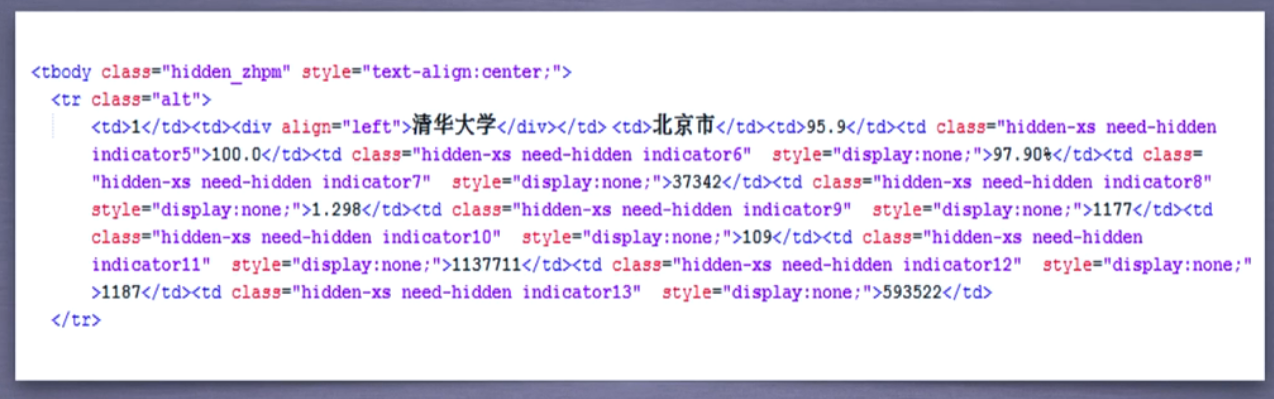 <tbody class="hidden_zhpm" style="text-align:center;">
<tr class="alt">
<td>1</td><td><div align="left">清华大学</div></td> <td>北京市</td><td>95.9</td><td class="hidden-xs need-hidden
indicator5">100.0</td><td class="hidden-xs need-hidden indicator6" style="display:none;">97.90%</td><td class=
"hidden-xs need-hidden indicator7" style="display:none;">37342</td><td class="hidden-xs need-hidden indicator8"
style="display:none;">1.298</td><td class="hidden-xs need-hidden indicator9" style="display:none;">1177</td><td
class="hidden-xs need-hidden indicator10" style="display:none;">109</td><td class="hidden-xs need-hidden
indicator11" style="display:none;">1137711</td><td class="hidden-xs need-hidden indicator12" style="display:none;"
>1187</td><td class="hidden-xs need-hidden indicator13" style="display:none;">593522</td>
</tr>